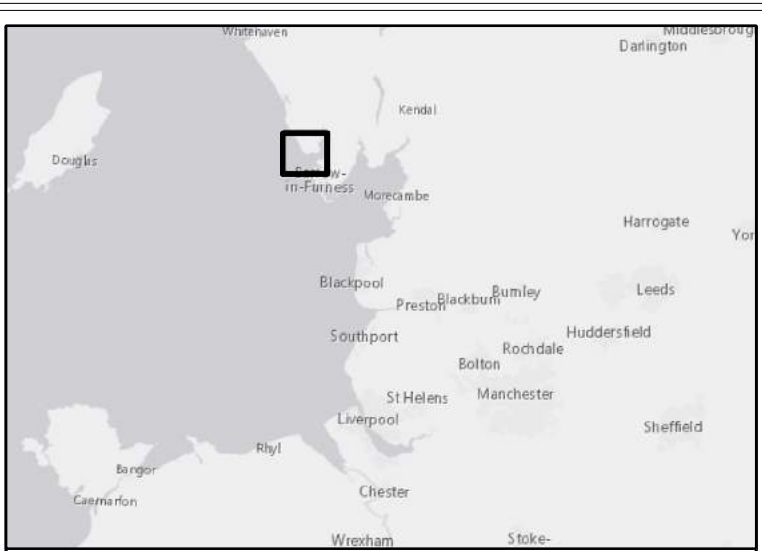 Whitehaven
Middlesbroug
Darlington
Kendal
Douglas
Barrow-
in-Furness
Morecambe
Harrogate
Yor
Blackpool
Leeds
Preston
Blackburn
Burnley
Southport
Huddersfield
Rochdale
Bolton
St Helens
Manchester
Liverpool
Sheffield
Rhyl
Bangor
Caernarfon
Chester
Wrexham
Stoke-